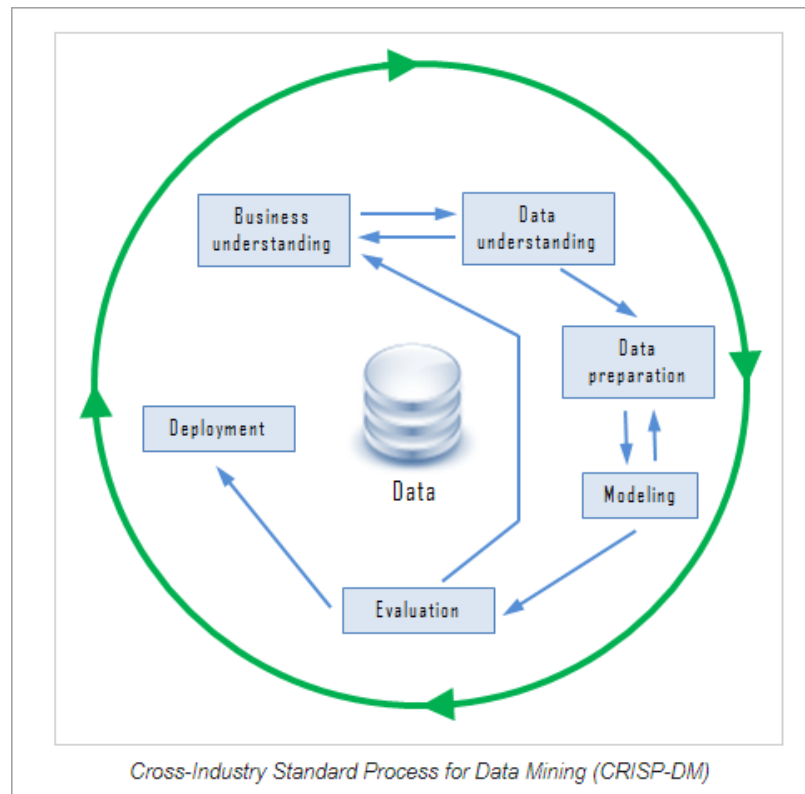 Business
understanding
Data
understanding
Data
preparation
Modeling
Evaluation
Deployment
Data
Cross-Industry Standard Process for Data Mining (CRISP-DM)